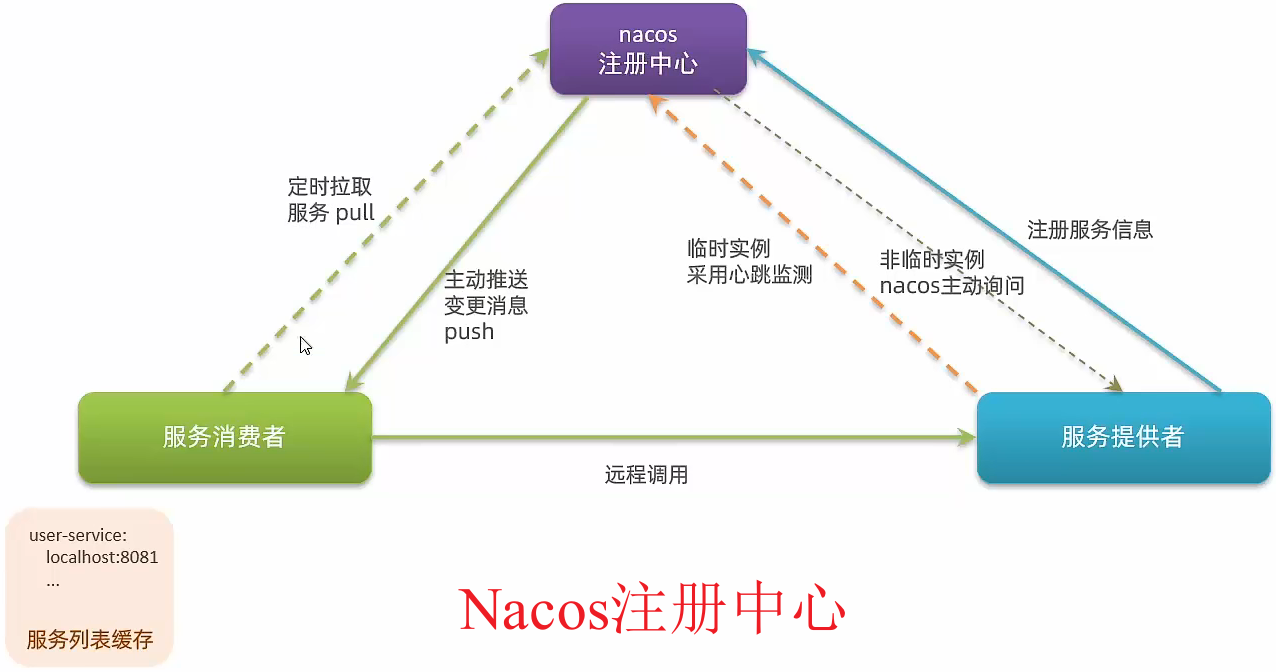 nacos
注册中心
定时拉取
服务 pull
主动推送
变更消息
push
临时实例
采用心跳监测
非临时实例
nacos主动询问
注册服务信息
服务消费者
服务提供者
远程调用
user-service:
localhost:8081
...
服务列表缓存
Nacos注册中心